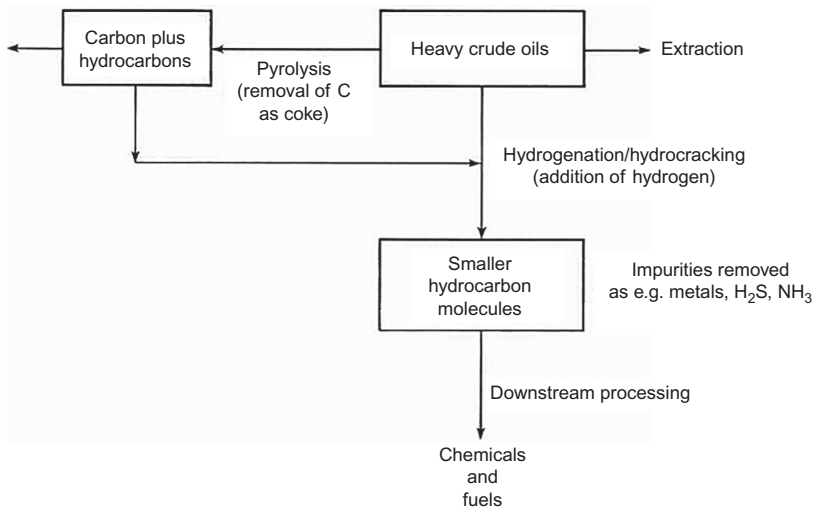 Carbon plus
hydrocarbons
Pyrolysis
(removal of C
as coke)
Heavy crude oils
Extraction
Hydrogenation/hydrocracking
(addition of hydrogen)
Smaller
hydrocarbon
molecules
Impurities removed
as e.g. metals, H₂S, NH₃
Downstream processing
Chemicals
and
fuels